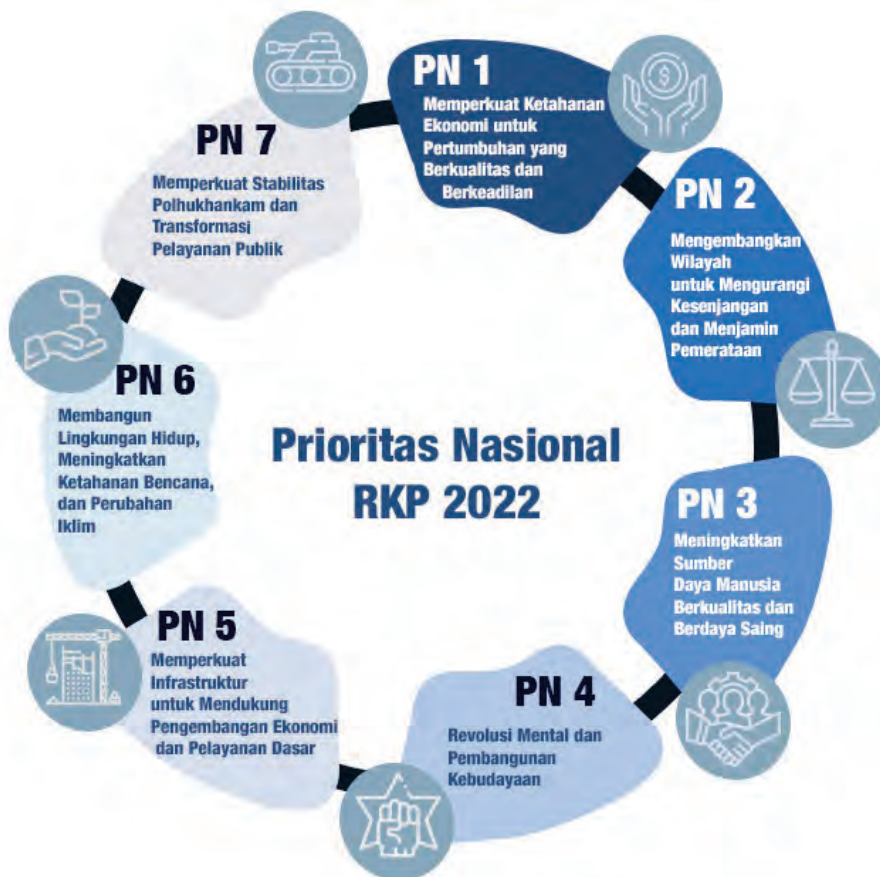 PN 1
Memperkuat Ketahanan
Ekonomi untuk
Pertumbuhan yang
Berkualitas dan
Berkeadilan
PN 2
Mengembangkan
Wilayah
untuk Mengurangi
Kesenjangan
dan Menjamin
Pemerataan
PN 3
Meningkatkan
Sumber
Daya Manusia
Berkualitas dan
Berdaya Saing
PN 4
Revolusi Mental dan
Pembangunan
Kebudayaan
PN 5
Memperkuat
Infrastruktur
untuk Mendukung
Pengembangan Ekonomi
dan Pelayanan Dasar
PN 6
Membangun
Lingkungan Hidup,
Meningkatkan
Ketahanan Bencana,
dan Perubahan
Iklim
PN 7
Memperkuat Stabilitas
Polhukhankam dan
Transformasi
Pelayanan Publik
Prioritas Nasional
RKP 2022